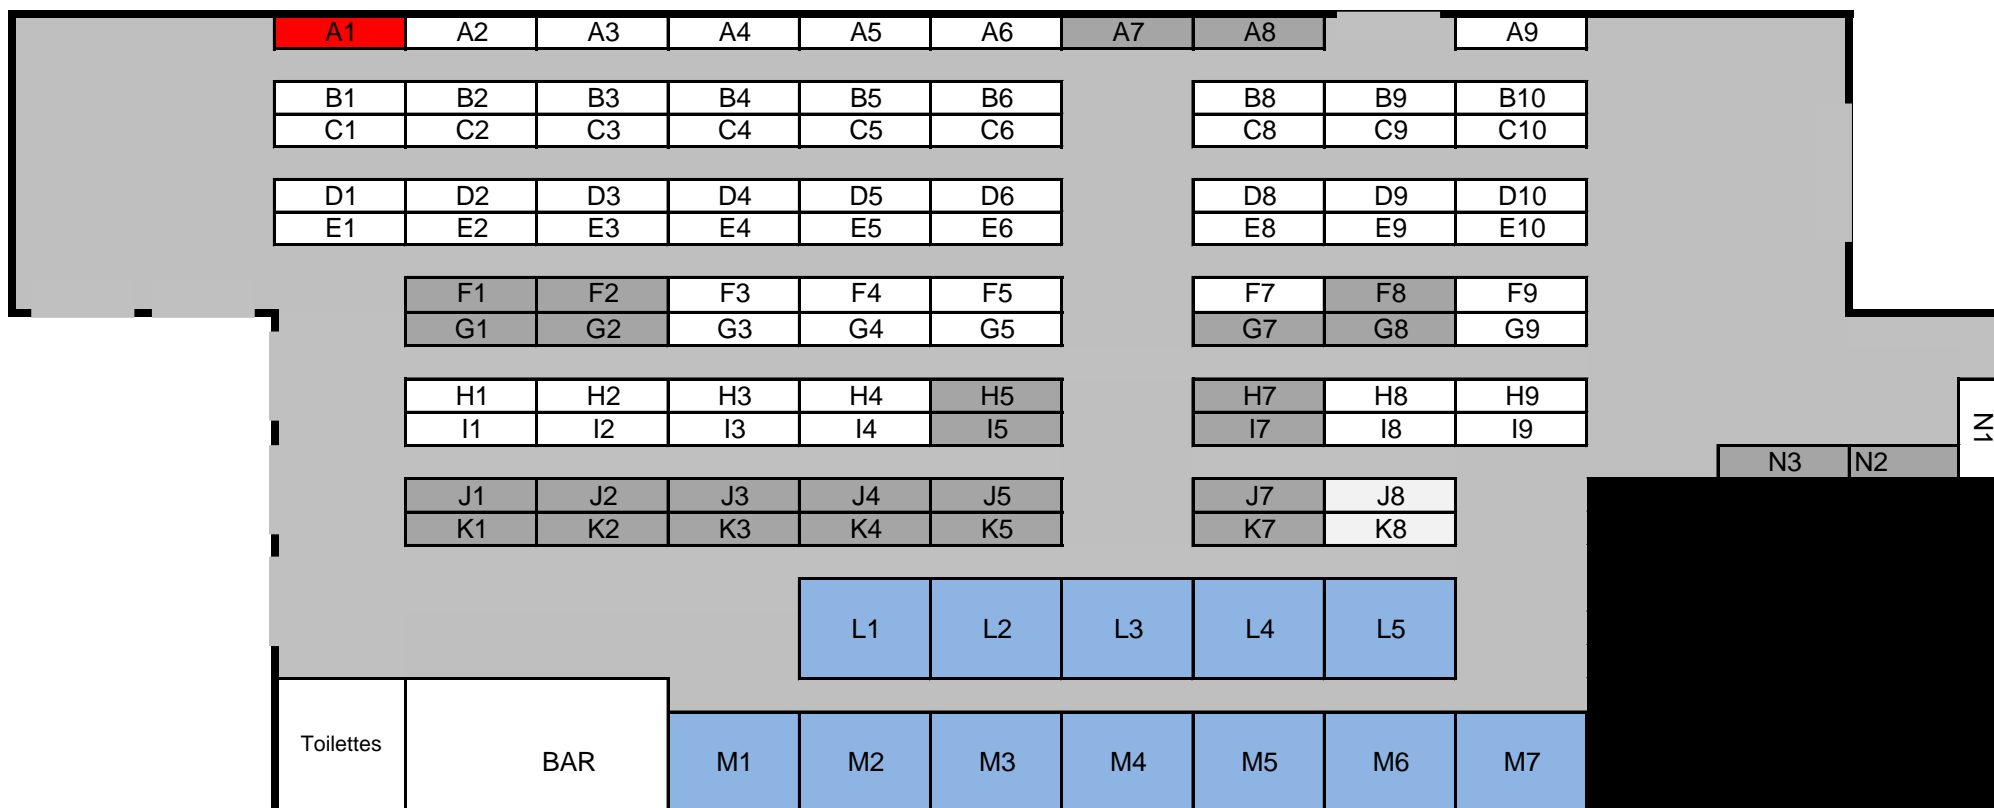 A1 A2 A3 A4 A5 A6 A7 A8 A9
B1 B2 B3 B4 B5 B6 B8 B9 B10
C1 C2 C3 C4 C5 C6 C8 C9 C10
D1 D2 D3 D4 D5 D6 D8 D9 D10
E1 E2 E3 E4 E5 E6 E8 E9 E10
F1 F2 F3 F4 F5 F7 F8 F9
G1 G2 G3 G4 G5 G7 G8 G9
H1 H2 H3 H4 H5 H7 H8 H9
I1 I2 I3 I4 I5 I7 I8 I9
N1
N3 N2
J1 J2 J3 J4 J5 J7 J8
K1 K2 K3 K4 K5 K7 K8
L1 L2 L3 L4 L5
Toilettes
BAR M1 M2 M3 M4 M5 M6 M7